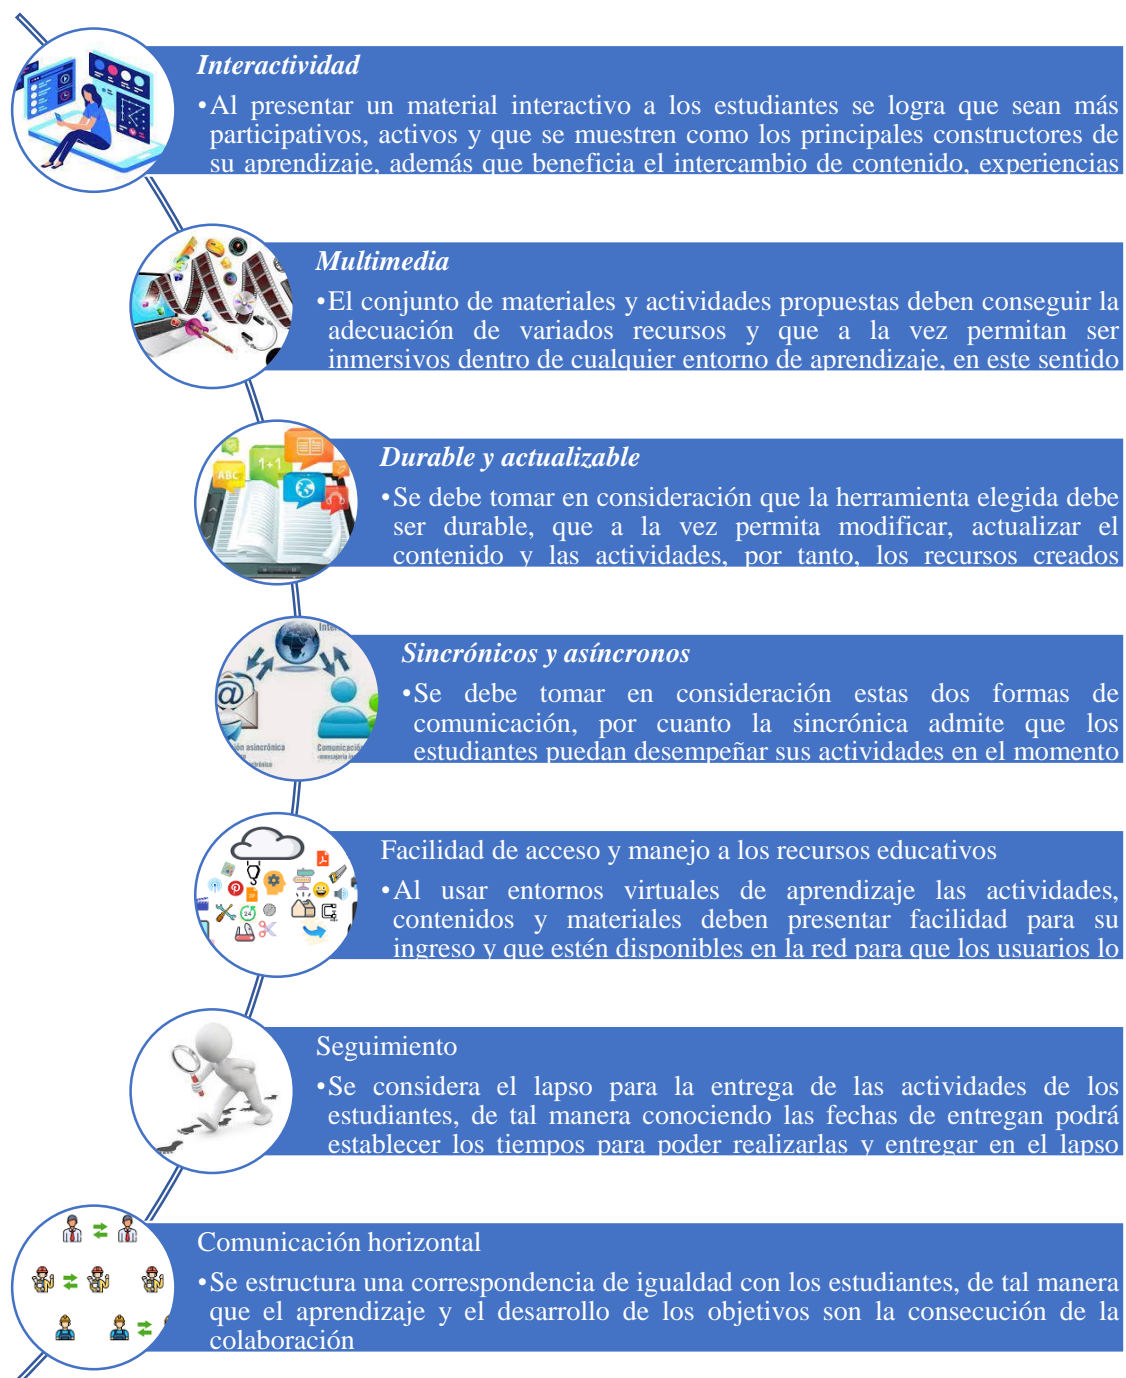 Interactividad
•Al presentar un material interactivo a los estudiantes se logra que sean más
participativos, activos y que se muestren como los principales constructores de
su aprendizaje, además que beneficia el intercambio de contenido, experiencias
Multimedia
•El conjunto de materiales y actividades propuestas deben conseguir la
adecuación de variados recursos y que a la vez permitan ser
inmersivos dentro de cualquier entorno de aprendizaje, en este sentido
ABC
1+1
Durable y actualizable
•Se debe tomar en consideración que la herramienta elegida debe
ser durable, que a la vez permita modificar, actualizar el
contenido y las actividades, por tanto, los recursos creados
Inte
@
ón asincrónica
Comunicación
Sincrónicos y asíncronos
•Se debe tomar en consideración estas dos formas de
comunicación, por cuanto la sincrónica admite que los
estudiantes puedan desempeñar sus actividades en el momento
24
Facilidad de acceso y manejo a los recursos educativos
•Al usar entornos virtuales de aprendizaje las actividades,
contenidos y materiales deben presentar facilidad para su
ingreso y que estén disponibles en la red para que los usuarios lo
Seguimiento
•Se considera el lapso para la entrega de las actividades de los
estudiantes, de tal manera conociendo las fechas de entregan podrá
establecer los tiempos para poder realizarlas y entregar en el lapso
Comunicación horizontal
•Se estructura una correspondencia de igualdad con los estudiantes, de tal manera
que el aprendizaje y el desarrollo de los objetivos son la consecución de la
colaboración